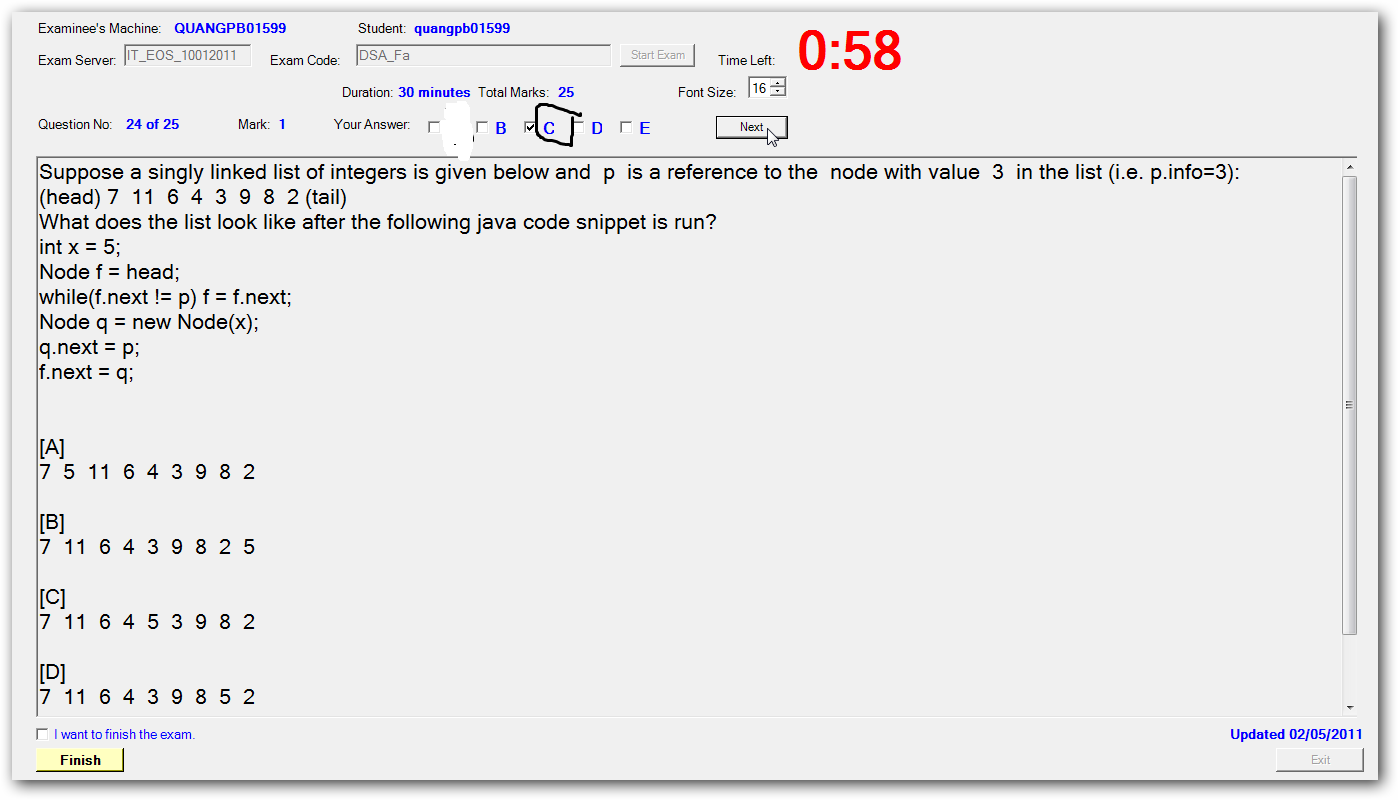 Examinee's Machine: QUANGPB01599 Student: quangpb01599
Exam Server: IT_EOS_10012011 Exam Code: DSA_Fa Start Exam Time Left: 0:58
Duration: 30 minutes Total Marks: 25 Font Size: 16
Question No: 24 of 25 Mark: 1 Your Answer: B C D E Next
Suppose a singly linked list of integers is given below and p is a reference to the node with value 3 in the list (i.e. p.info=3):
(head) 7 11 6 4 3 9 8 2 (tail)
What does the list look like after the following java code snippet is run?
int x = 5;
Node f = head;
while(f.next != p) f = f.next;
Node q = new Node(x);
q.next = p;
f.next = q;
[A]
7 5 11 6 4 3 9 8 2
[B]
7 11 6 4 3 9 8 2 5
[C]
7 11 6 4 5 3 9 8 2
[D]
7 11 6 4 3 9 8 5 2
I want to finish the exam. Updated 02/05/2011
Finish Exit